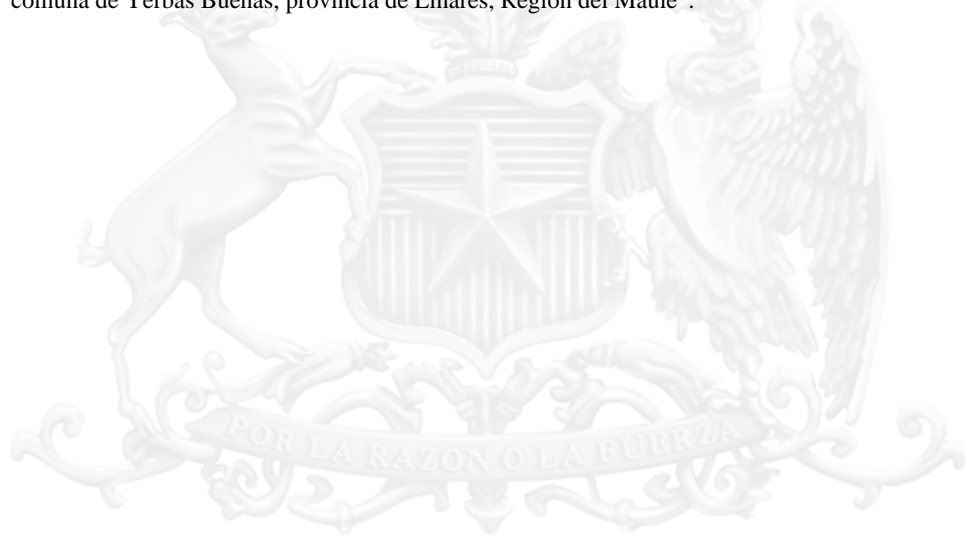 comuna de Yerbas Buenas, provincia de Linares, Región del Maule”.
POR LA RAZON O LA FUERZA